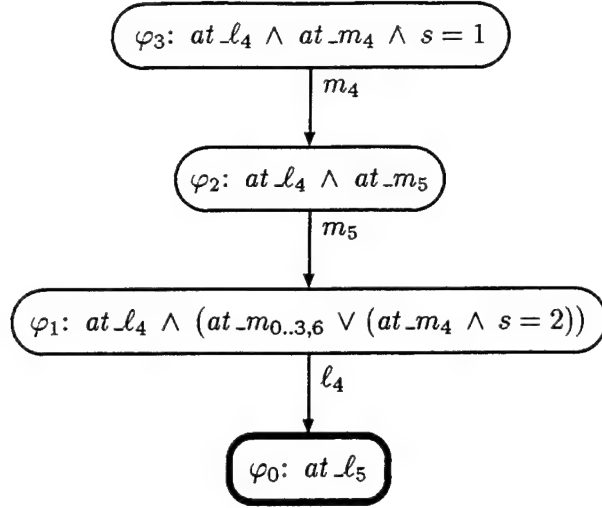 φ₃: at_ℓ₄ ∧ at_m₄ ∧ s = 1
m₄
φ₂: at_ℓ₄ ∧ at_m₅
m₅
φ₁: at_ℓ₄ ∧ (at_m₀..₃,₆ ∨ (at_m₄ ∧ s = 2))
ℓ₄
φ₀: at_ℓ₅